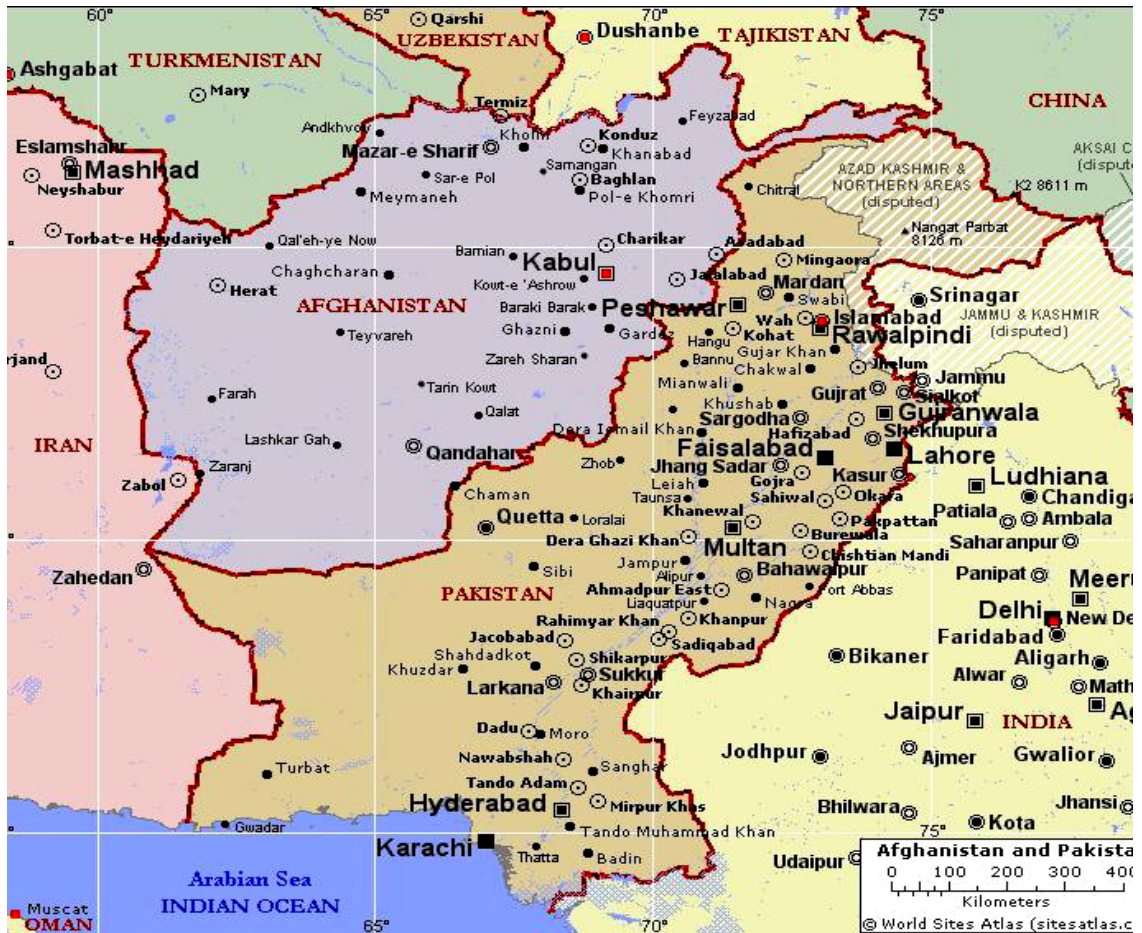 60°
65°
70°
75°
Qarshi
UZBEKISTAN
Dushanbe
TAJIKISTAN
TURKMENISTAN
Ashgabat
Mary
CHINA
Termiz
Andkhvoy
Kholm
Konduz
Feyzabad
Eslamshahr
Mashhad
Mazar-e Sharif
Khanabad
AKSAI C
(disputed
Neyshabur
Sar-e Pol
Samangan
Baghlan
AZAD KASHMIR &
NORTHERN AREAS
(disputed)
K2 8611 m
Meymaneh
Pol-e Khomri
Chitral
Torbat-e Heydariyeh
Qal'eh-ye Now
Charikar
Asadabad
Nangat Parbat
8126 m
Bamian
Kabul
Mingaora
Chaghcharan
Kowt-e 'Ashrow
Jalalabad
Mardan
Herat
AFGHANISTAN
Baraki Barak
Peshawar
Swabi
Srinagar
Ghazni
Gardez
Wah
Islamabad
JAMMU & KASHMIR
(disputed)
Teyvareh
Hangu
Kohat
Rawalpindi
Zareh Sharan
Bannu
Gujar Khan
rjand
Chakwal
Jhelum
Tarin Kowt
Mianwali
Jammu
Farah
Khushab
Gujrat
Sialkot
Qalat
Sargodha
Gujranwala
IRAN
Lashkar Gah
Dera Ismail Khan
Hafizabad
Shekhupura
Qandahar
Faisalabad
Lahore
Zaranj
Zhob
Jhang Sadar
Kasur
Ludhiana
Zabol
Chaman
Leiah
Gojra
Okara
Chandiga
Taunsa
Sahiwal
Quetta
Loralai
Khanewal
Pakpattan
Patiala
Ambala
Dera Ghazi Khan
Multan
Burewala
Saharanpur
Chishtian Mandi
Zahedan
Sibi
Jampur
Bahawalpur
Panipat
Meeru
PAKISTAN
Alipur
Ahmadpur East
Fort Abbas
Liaquatpur
Delhi
New De
Rahimyar Khan
Khanpur
Faridabad
Jacobabad
Sadiqabad
Shahdadkot
Shikarpur
Bikaner
Aligarh
Khuzdar
Sukkur
Larkana
Khairpur
Alwar
Math
Jaipur
Ag
INDIA
Dadu
Moro
Nawabshah
Jodhpur
Ajmer
Gwalior
Turbat
Sanghar
Tando Adam
Hyderabad
Mirpur Khas
Bhilwara
Jhansi
Gwadar
Tando Muhammad Khan
Kota
75°
Karachi
Thatta
Badin
Udaipur
Afghanistan and Pakista
Arabian Sea
INDIAN OCEAN
0 100 200 300 400
Kilometers
Muscat
OMAN
65°
70°
© World Sites Atlas (sitesatlas.c